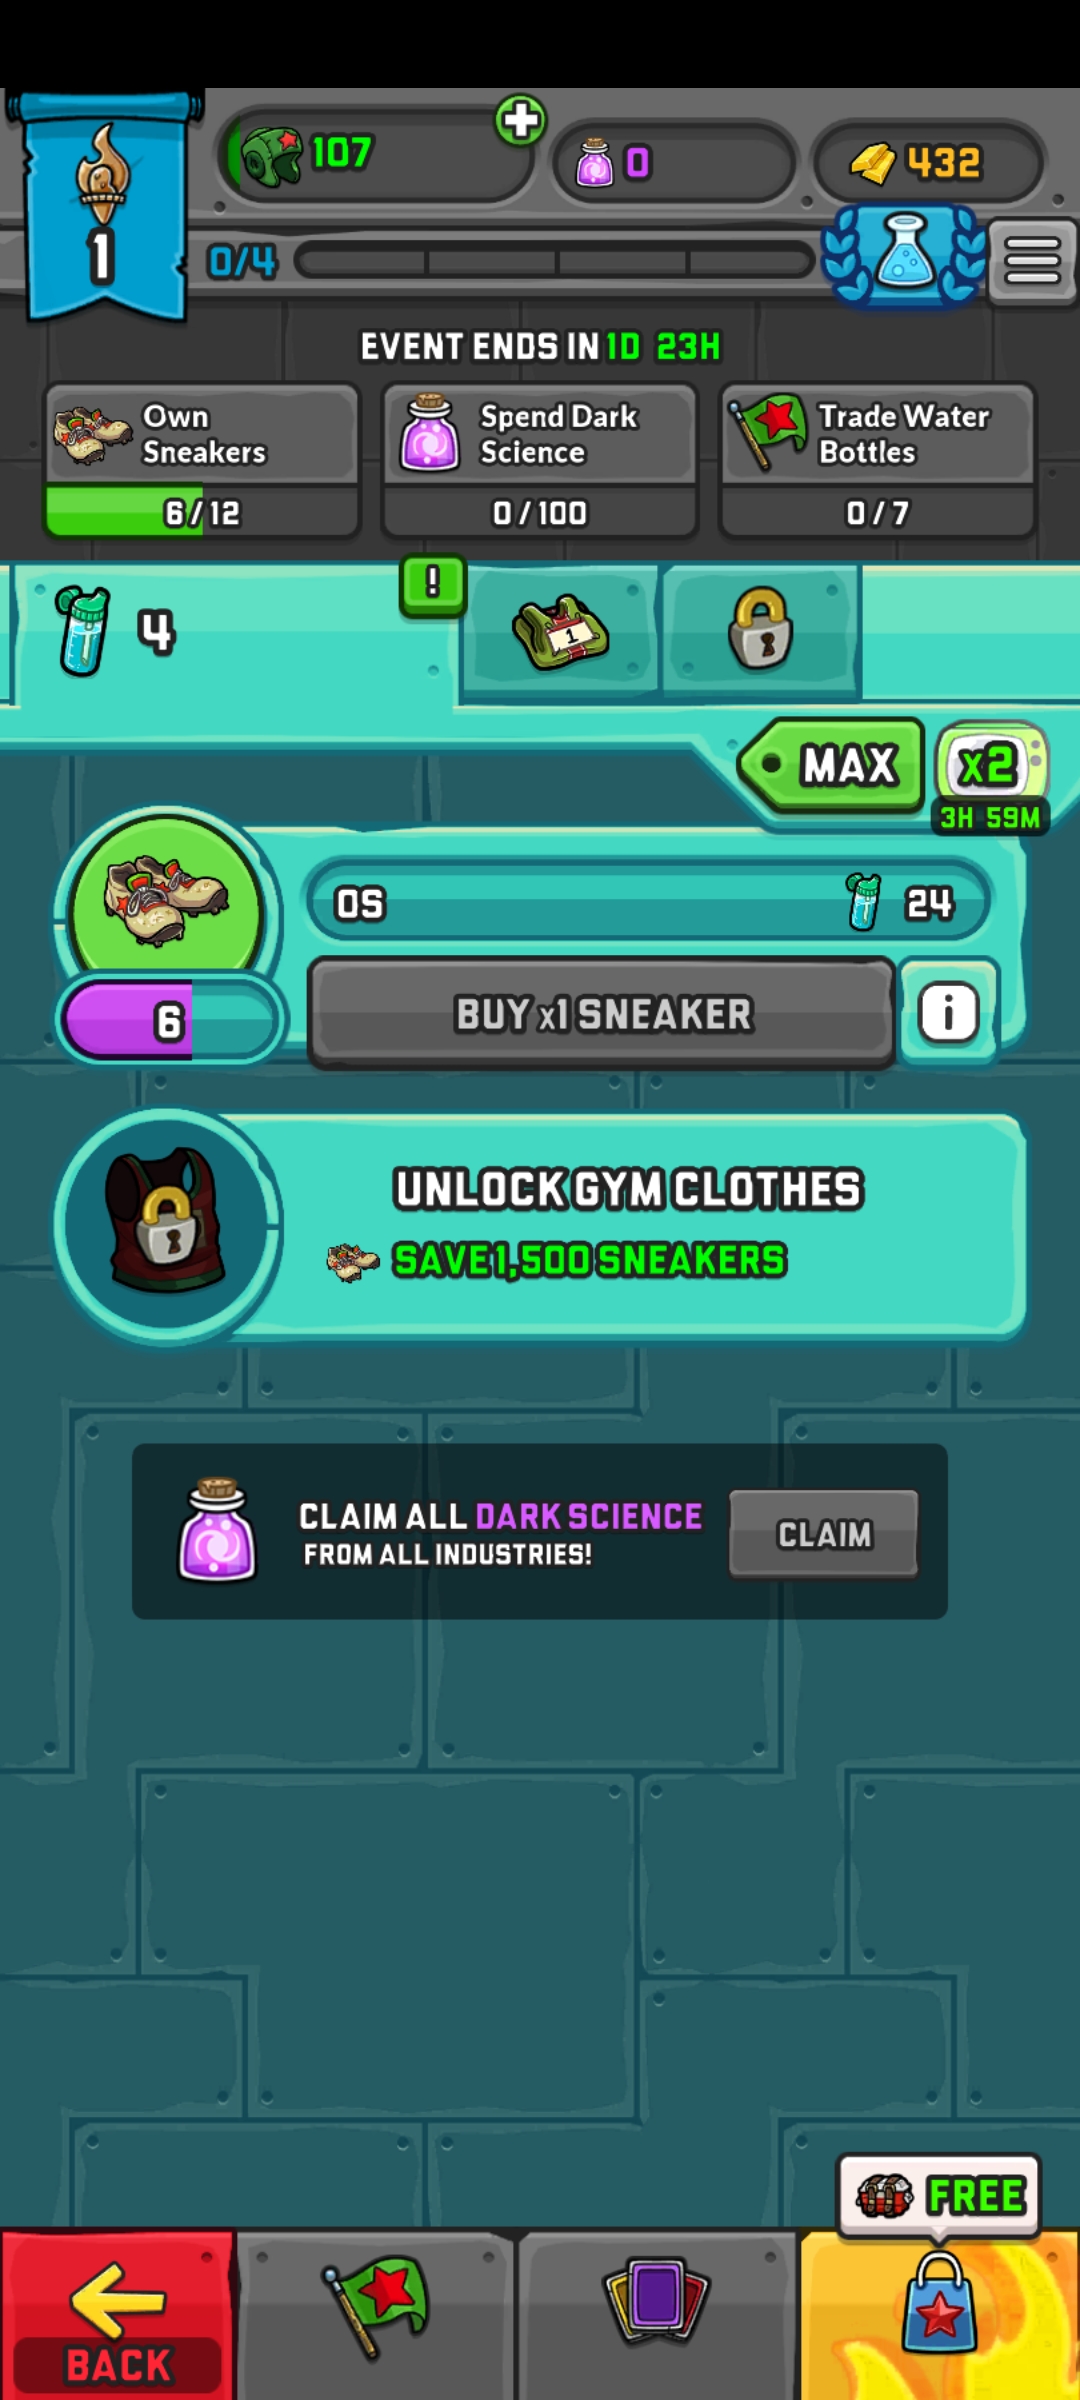 107
0
432
1
0/4
EVENT ENDS IN 1D 23H
Own
Sneakers
6/12
Spend Dark
Science
0/100
Trade Water
Bottles
0/7
4
!
1
MAX
x2
3H 59M
0S
24
6
BUY x1 SNEAKER
i
UNLOCK GYM CLOTHES
SAVE 1,500 SNEAKERS
CLAIM ALL DARK SCIENCE
FROM ALL INDUSTRIES!
CLAIM
FREE
BACK